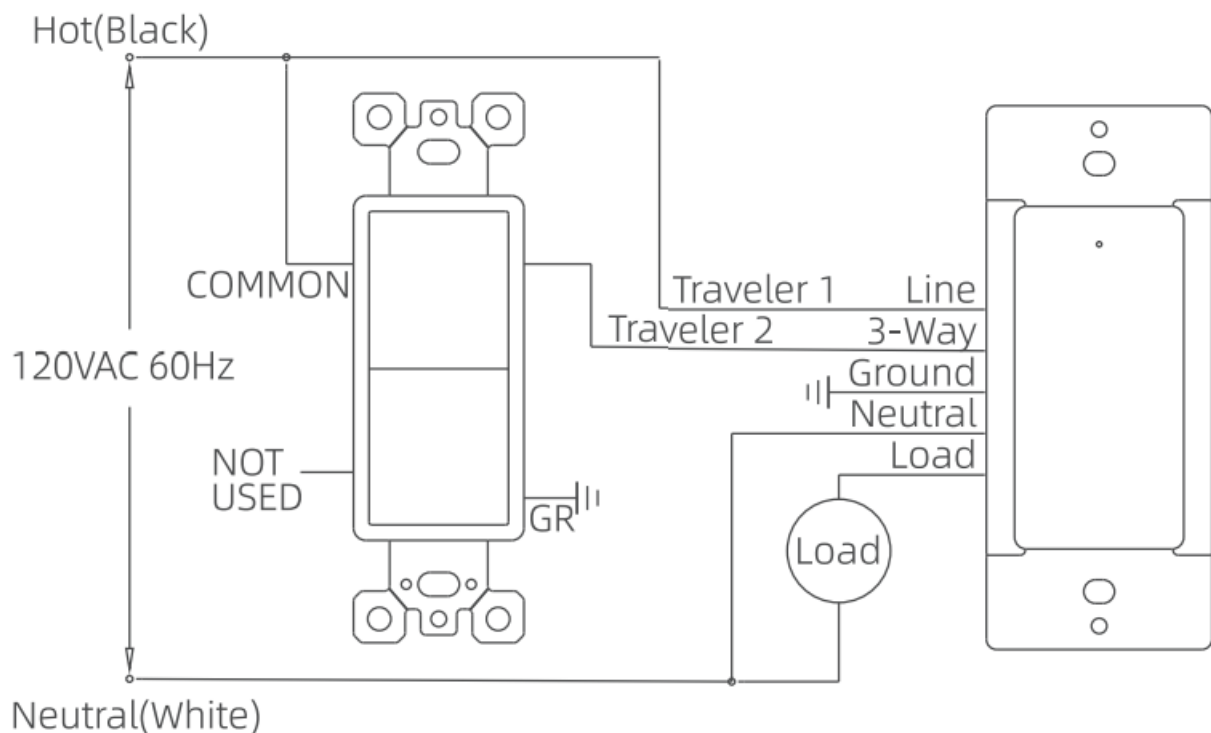 Hot(Black)
COMMON
Traveler 1
Line
Traveler 2
3-Way
120VAC 60Hz
Ground
Neutral
NOT
USED
Load
GR
Load
Neutral(White)